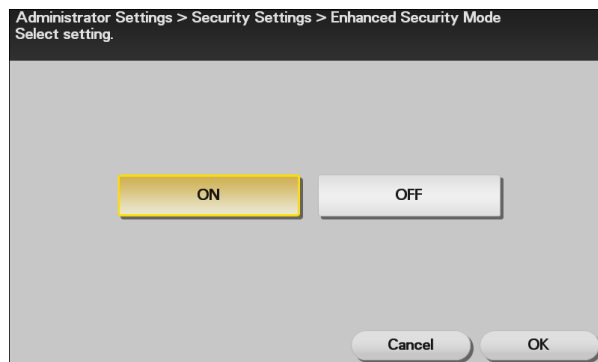 Administrator Settings > Security Settings > Enhanced Security Mode
Select setting.
ON OFF
Cancel OK